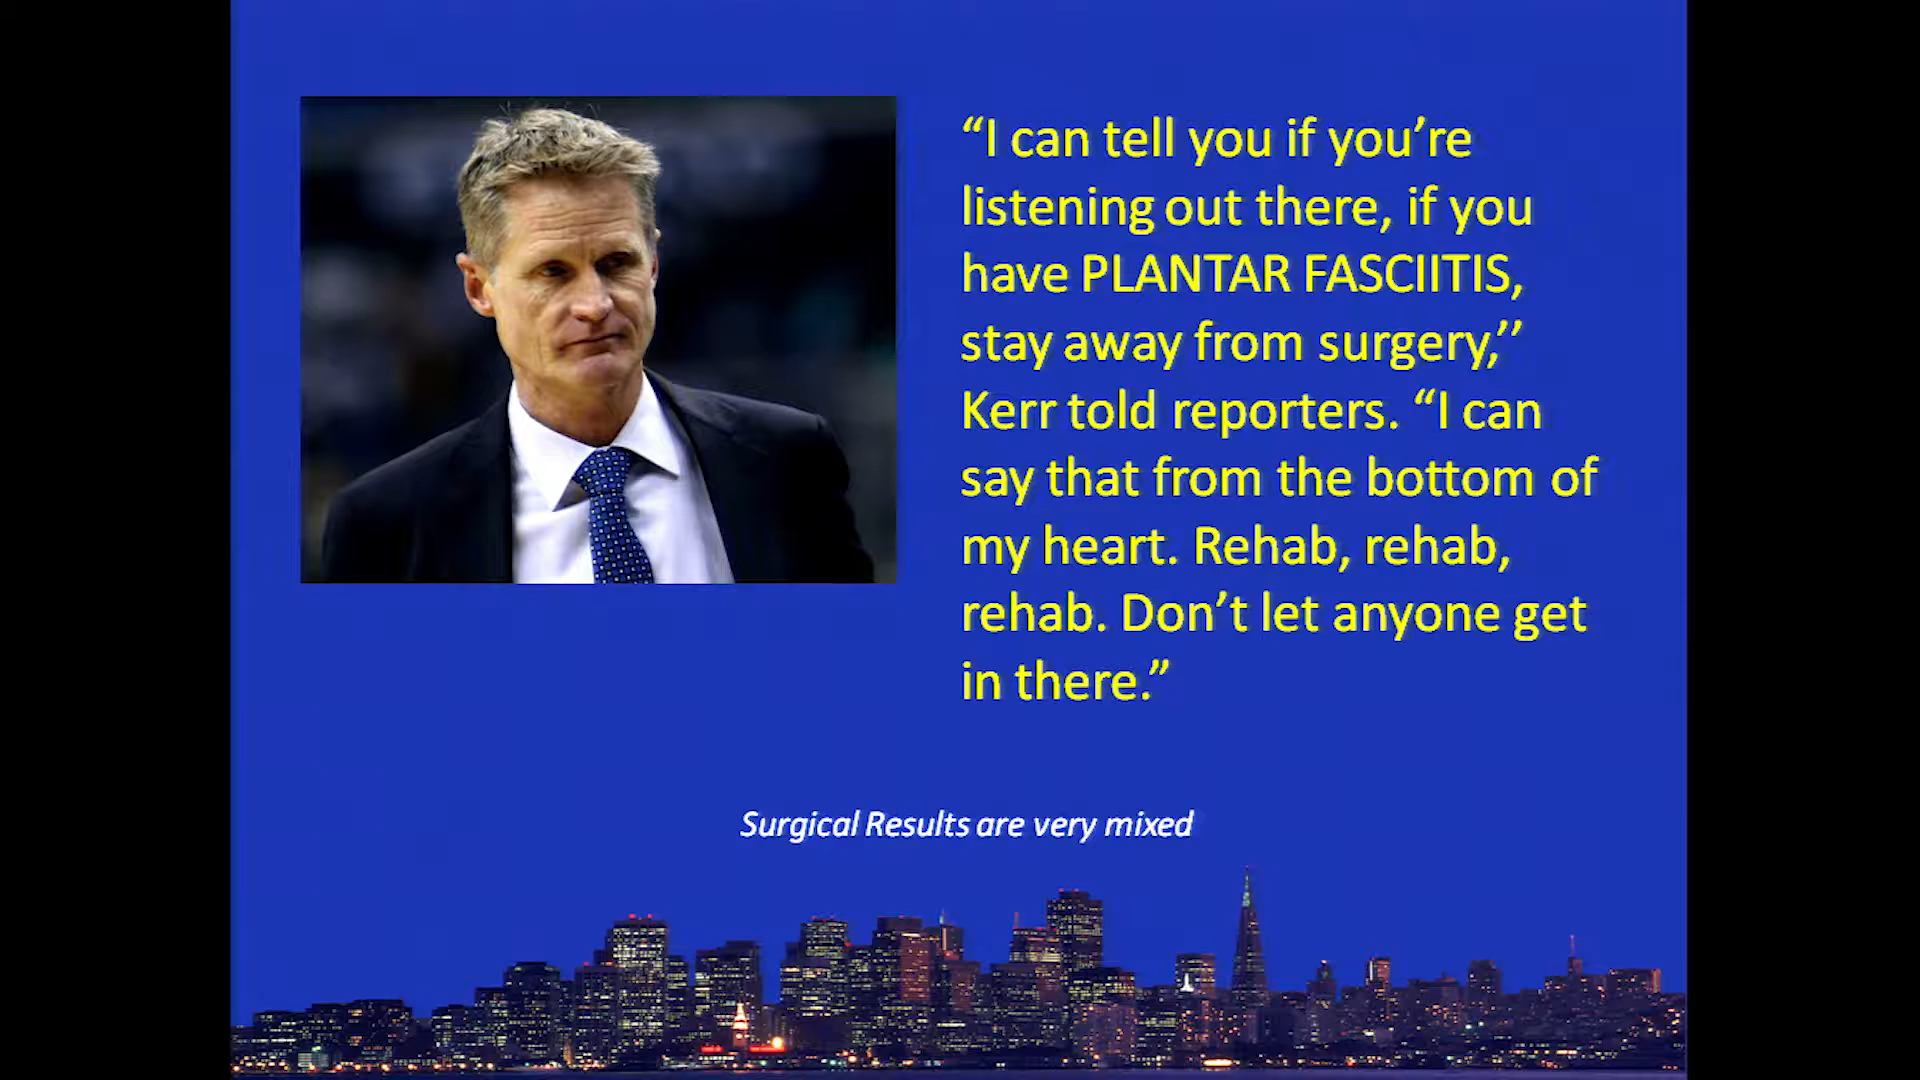 “I can tell you if you’re
listening out there, if you
have PLANTAR FASCIITIS,
stay away from surgery,’’
Kerr told reporters. “I can
say that from the bottom of
my heart. Rehab, rehab,
rehab. Don’t let anyone get
in there.”
Surgical Results are very mixed